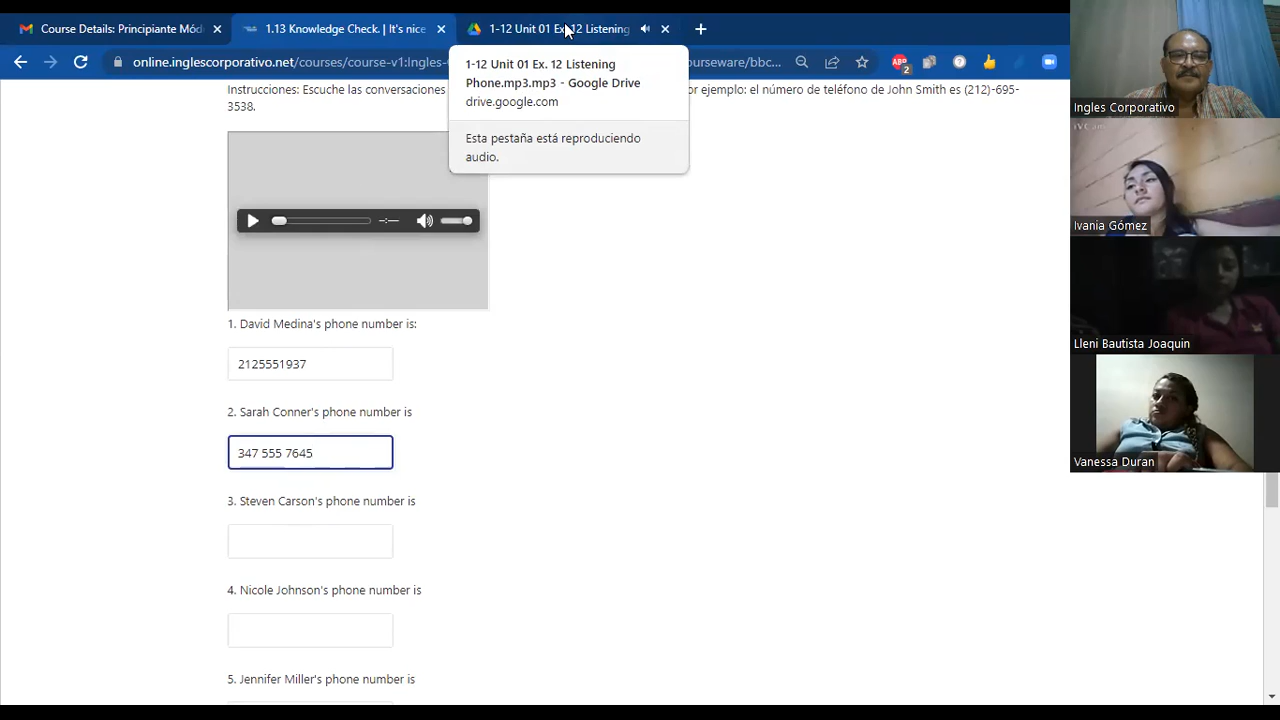 Course Details: Principiante Mód
1.13 Knowledge Check. | It's nice
1-12 Unit 01 Ex. 12 Listening
online.inglescorporativo.net/courses/course-v1:Ingles-
ourseware/bbc...
ABP
2
1-12 Unit 01 Ex. 12 Listening
Phone.mp3.mp3 - Google Drive
drive.google.com
Esta pestaña está reproduciendo
audio.
Instrucciones: Escuche las conversaciones
or ejemplo: el número de teléfono de John Smith es (212)-695-
3538.
1. David Medina's phone number is:
2125551937
2. Sarah Conner's phone number is
347 555 7645
3. Steven Carson's phone number is
4. Nicole Johnson's phone number is
5. Jennifer Miller's phone number is
Ingles Corporativo
iVCam
Ivania Gómez
Lleni Bautista Joaquin
Vanessa Duran